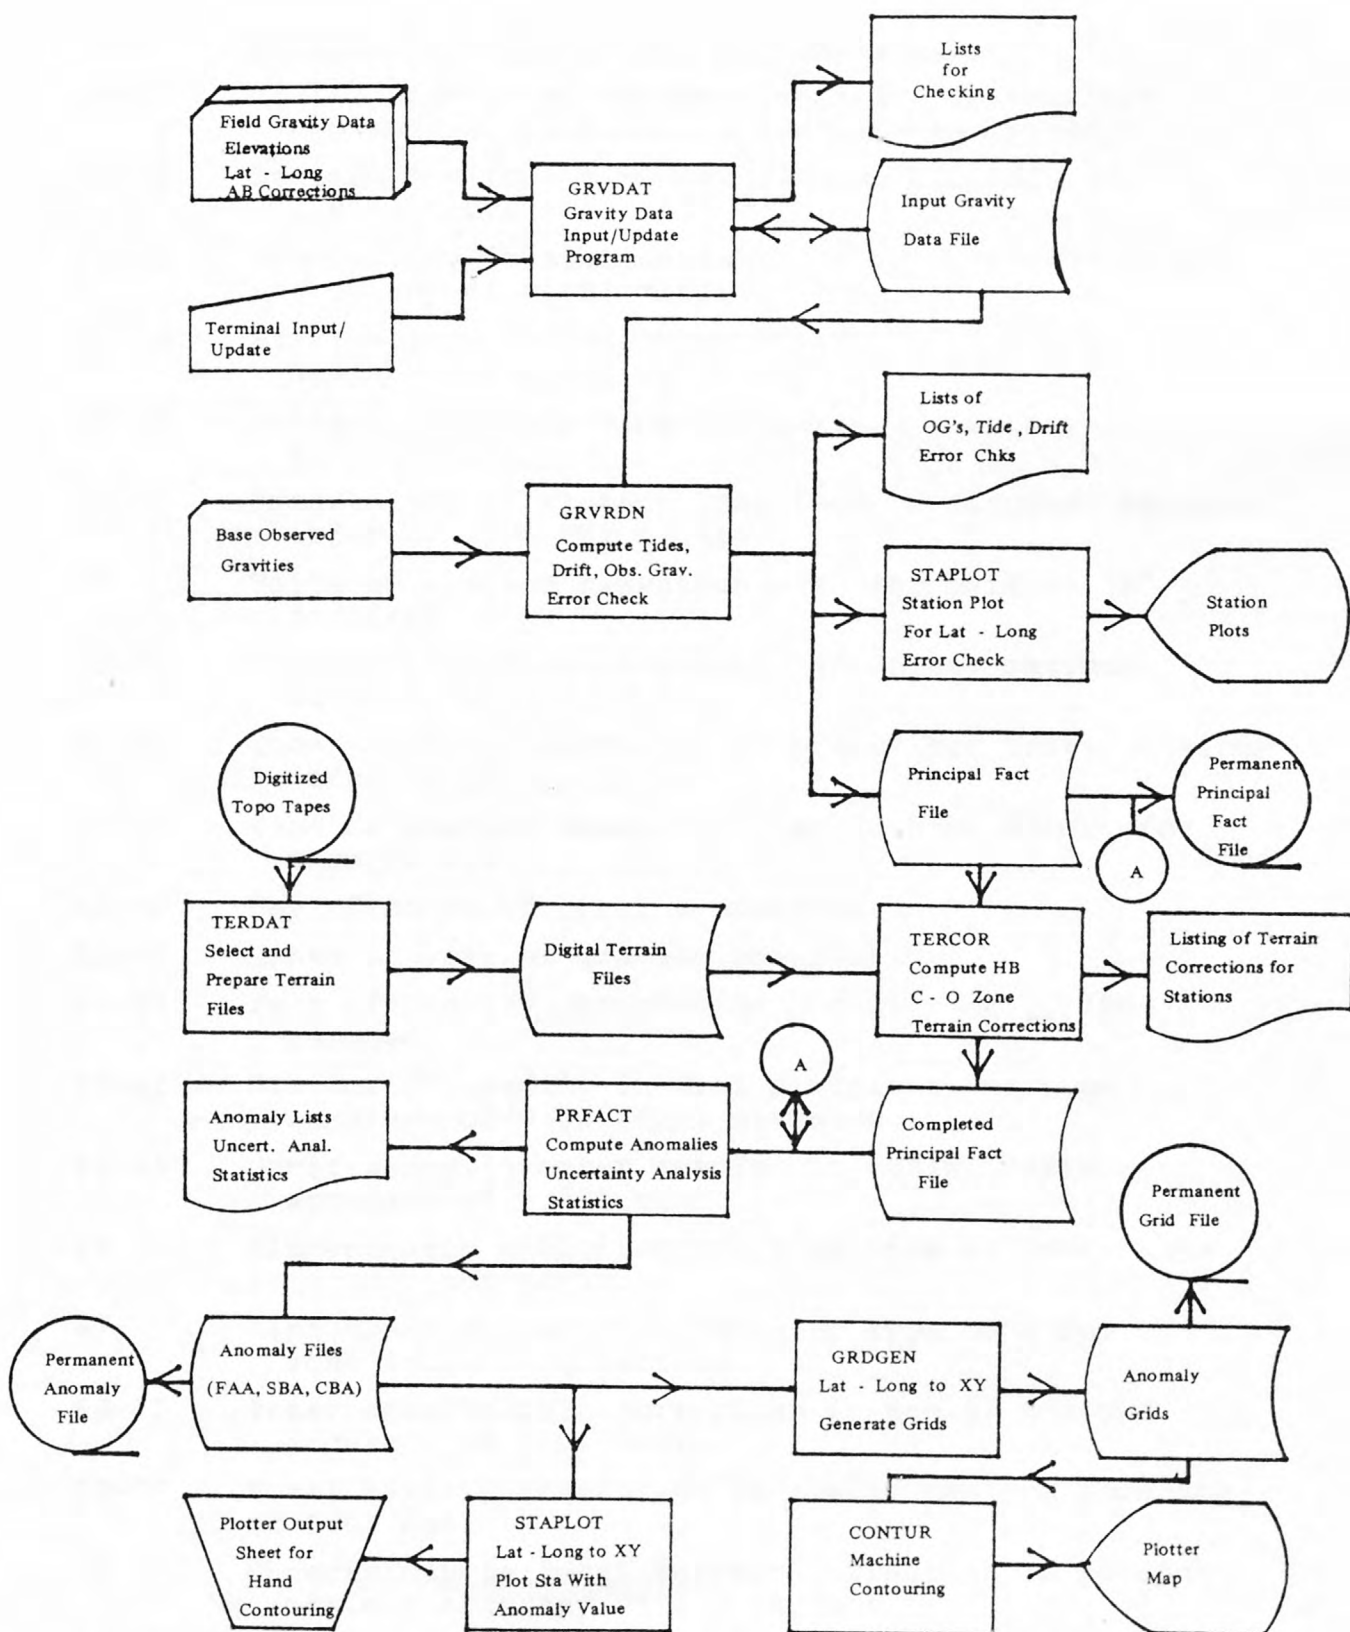 Lists
for
Checking
Field Gravity Data
Elevations
Lat - Long
AB Corrections
GRVDAT
Gravity Data
Input/Update
Program
Input Gravity
Data File
Terminal Input/
Update
Lists of
OG's, Tide, Drift
Error Chks
Base Observed
Gravities
GRVRDN
Compute Tides,
Drift, Obs. Grav.
Error Check
STAPLOT
Station Plot
For Lat - Long
Error Check
Station
Plots
Digitized
Topo Tapes
Principal Fact
File
Permanent
Principal
Fact
File
A
TERDAT
Select and
Prepare Terrain
Files
Digital Terrain
Files
TERCOR
Compute HB
C - O Zone
Terrain Corrections
Listing of Terrain
Corrections for
Stations
A
Anomaly Lists
Uncert. Anal.
Statistics
PRFACT
Compute Anomalies
Uncertainty Analysis
Statistics
Completed
Principal Fact
File
Permanent
Grid File
Permanent
Anomaly
File
Anomaly Files
(FAA, SBA, CBA)
GRDGEN
Lat - Long to XY
Generate Grids
Anomaly
Grids
Plotter Output
Sheet for
Hand
Contouring
STAPLOT
Lat - Long to XY
Plot Sta With
Anomaly Value
CONTUR
Machine
Contouring
Plotter
Map